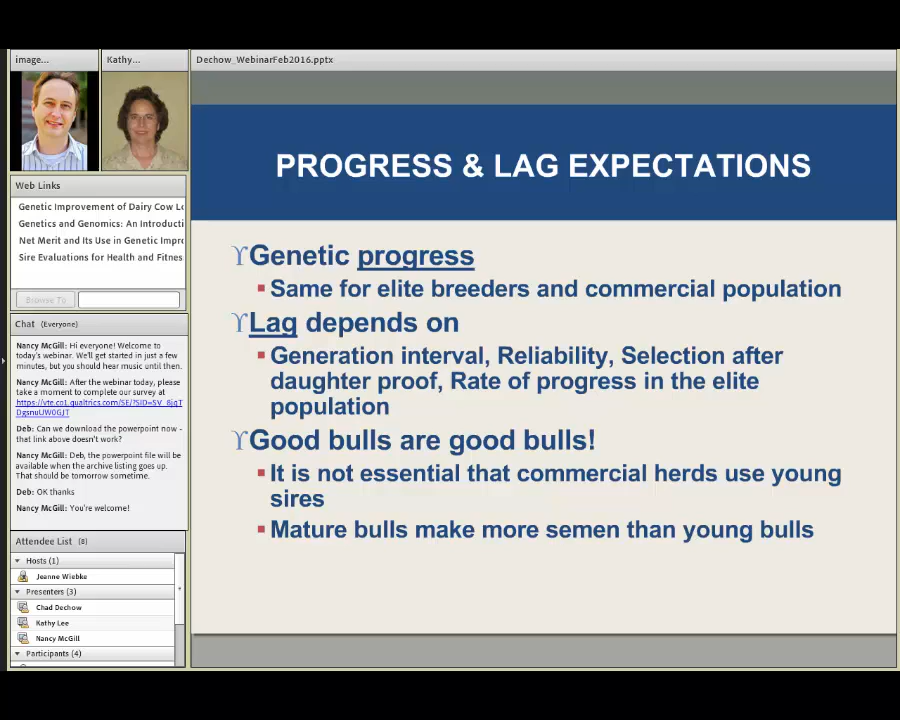 image...
Kathy...
Dechow_WebinarFeb2016.pptx
Web Links
Genetic Improvement of Dairy Cow Lo
Genetics and Genomics: An Introducti
Net Merit and Its Use in Genetic Impro
Sire Evaluations for Health and Fitnes
Browse To
Chat (Everyone)
Nancy McGill: Hi everyone! Welcome to
today's webinar. We'll get started in just a few
minutes, but you should hear music until then.
Nancy McGill: After the webinar today, please
take a moment to complete our survey at
Deb: Can we download the powerpoint now -
that link above doesn't work?
Nancy McGill: Deb, the powerpoint file will be
available when the archive listing goes up.
That should be tomorrow sometime.
Deb: OK thanks
Nancy McGill: You're welcome!
Attendee List (8)
Hosts (1)
Jeanne Wiebke
Presenters (3)
Chad Dechow
Kathy Lee
Nancy McGill
Participants (4)
PROGRESS & LAG EXPECTATIONS
Genetic progress
Same for elite breeders and commercial population
Lag depends on
Generation interval, Reliability, Selection after
daughter proof, Rate of progress in the elite
population
Good bulls are good bulls!
It is not essential that commercial herds use young
sires
Mature bulls make more semen than young bulls